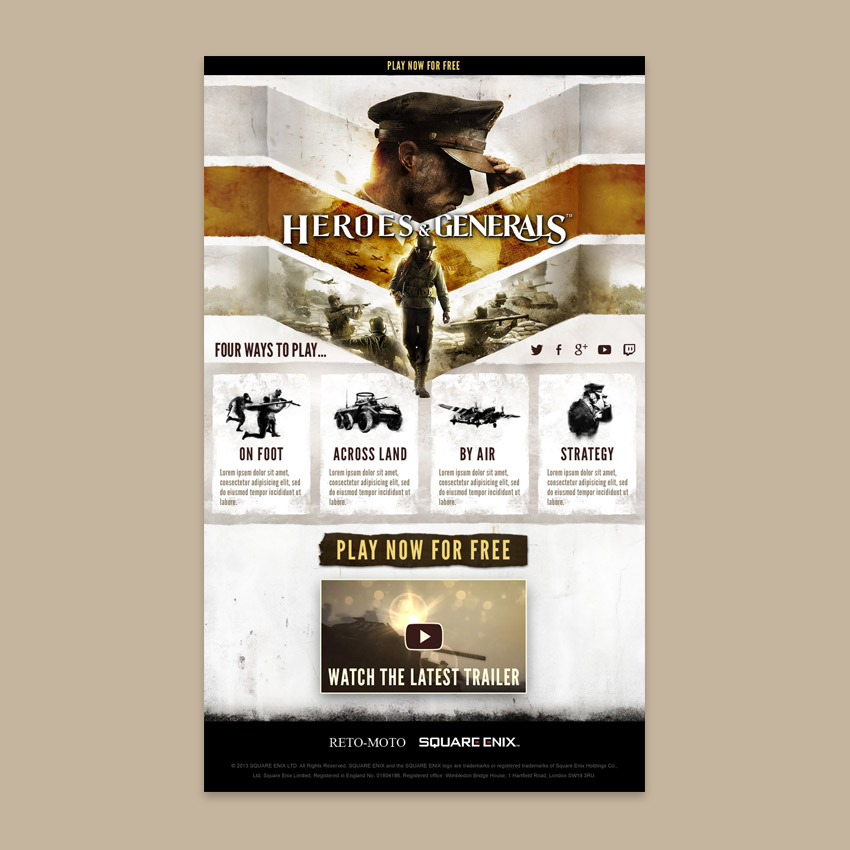 PLAY NOW FOR FREE
HEROES & GENERALS™
FOUR WAYS TO PLAY...
ON FOOT
Lorem ipsum dolor sit amet,
consectetur adipisicing elit, sed
do eiusmod tempor incididunt ut
labore.
ACROSS LAND
Lorem ipsum dolor sit amet,
consectetur adipisicing elit, sed
do eiusmod tempor incididunt ut
labore.
BY AIR
Lorem ipsum dolor sit amet,
consectetur adipisicing elit, sed
do eiusmod tempor incididunt ut
labore.
STRATEGY
Lorem ipsum dolor sit amet,
consectetur adipisicing elit, sed
do eiusmod tempor incididunt ut
labore.
PLAY NOW FOR FREE
WATCH THE LATEST TRAILER
RETO-MOTO SQUARE ENIX™
© 2013 SQUARE ENIX LTD. All Rights Reserved. SQUARE ENIX and the SQUARE ENIX logo are trademarks or registered trademarks of Square Enix Holdings Co.,
Ltd. Square Enix Limited, Registered in England No. 01804186. Registered office: Wimbledon Bridge House, 1 Hartfield Road, London SW19 3RU.